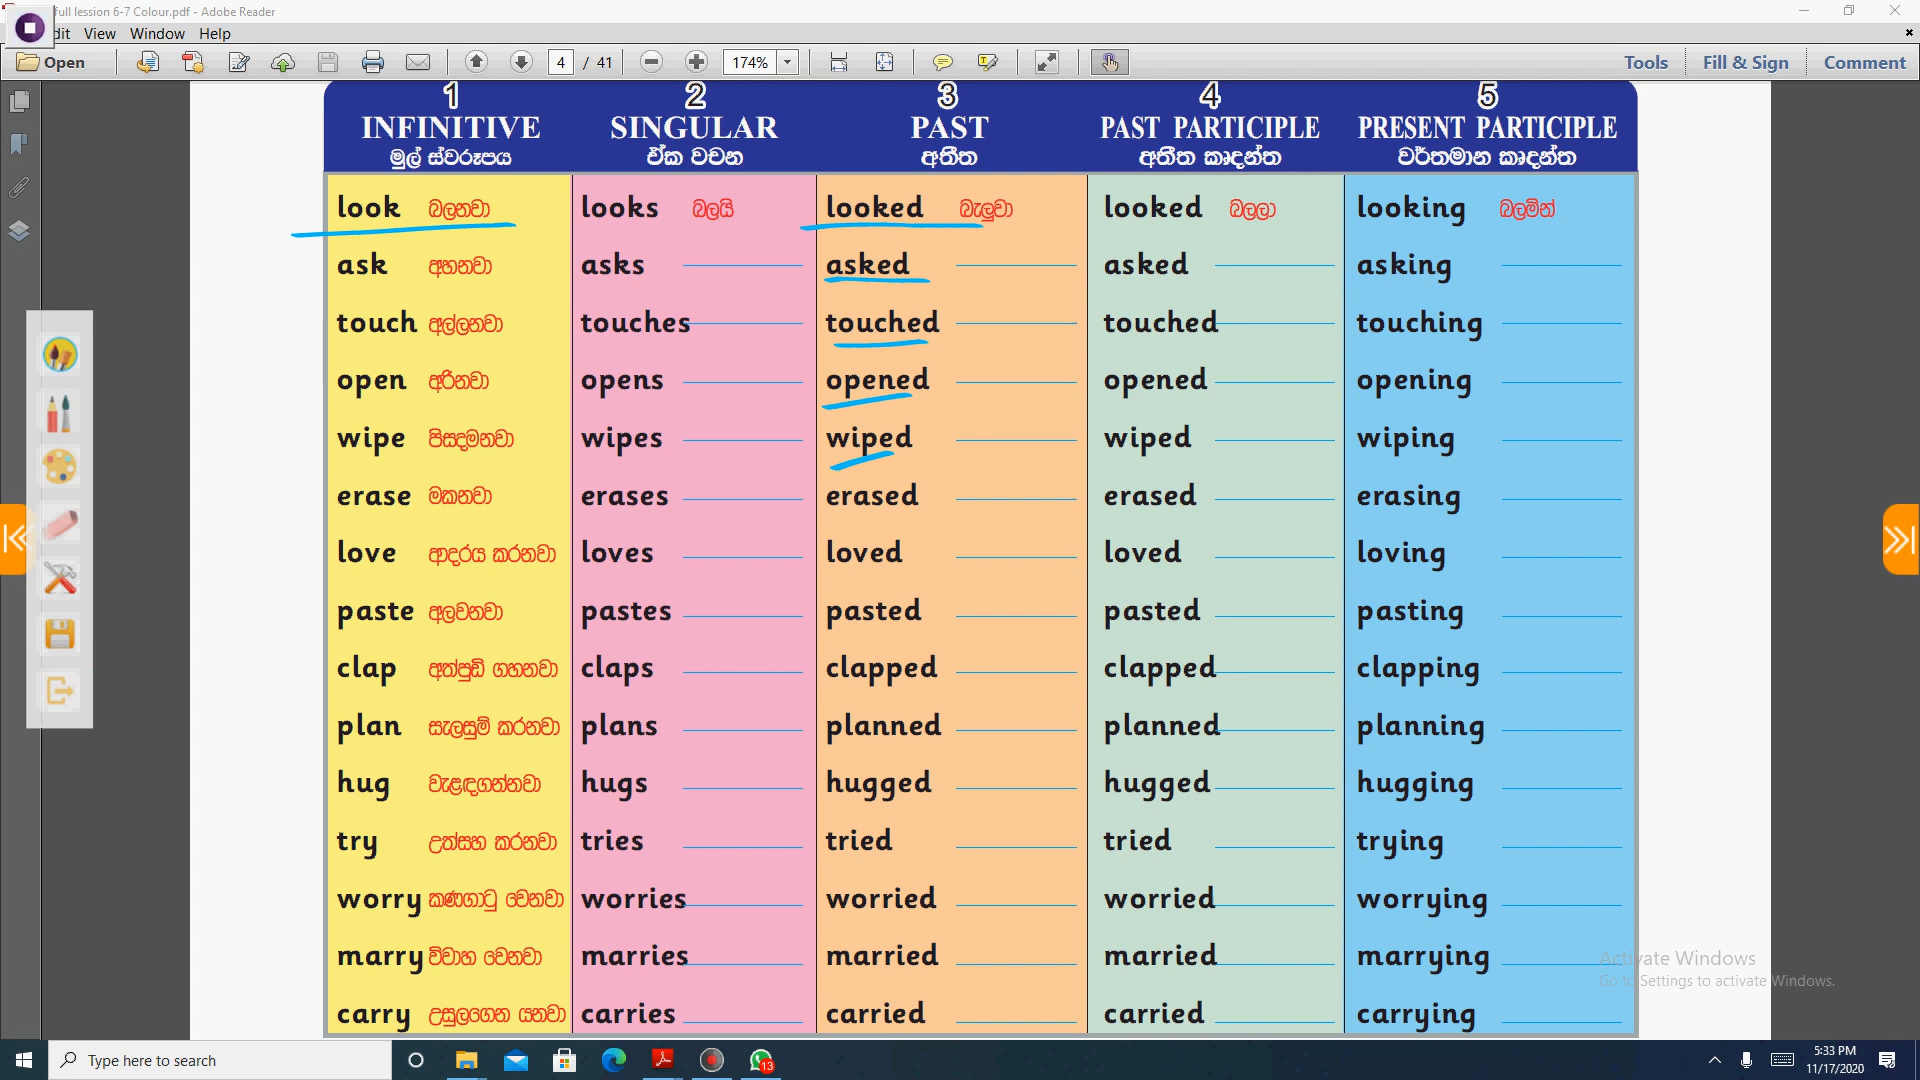 full lession 6-7 Colour.pdf - Adobe Reader
dit View Window Help
Open 4 / 41 174% Tools Fill & Sign Comment
1 2 3 4 5
INFINITIVE SINGULAR PAST PAST PARTICIPLE PRESENT PARTICIPLE
මුල් ස්වරූපය ඒක වචන අතීත අතීත කෘදන්ත වර්තමාන කෘදන්ත
look බලනවා looks බලයි looked බැලුවා looked බලලා looking බලමින්
ask අහනවා asks asked asked asking
touch අල්ලනවා touches touched touched touching
open අරිනවා opens opened opened opening
wipe පිසදමනවා wipes wiped wiped wiping
erase මකනවා erases erased erased erasing
love ආදරය කරනවා loves loved loved loving
paste අලවනවා pastes pasted pasted pasting
clap අත්පුඩි ගහනවා claps clapped clapped clapping
plan සැලසුම් කරනවා plans planned planned planning
hug වැළඳගන්නවා hugs hugged hugged hugging
try උත්සහ කරනවා tries tried tried trying
worry කණගාටු වෙනවා worries worried worried worrying
marry විවාහ වෙනවා marries married married marrying
carry උසුලගෙන යනවා carries carried carried carrying
Activate Windows
Go to Settings to activate Windows.
Type here to search 13 5:33 PM
11/17/2020